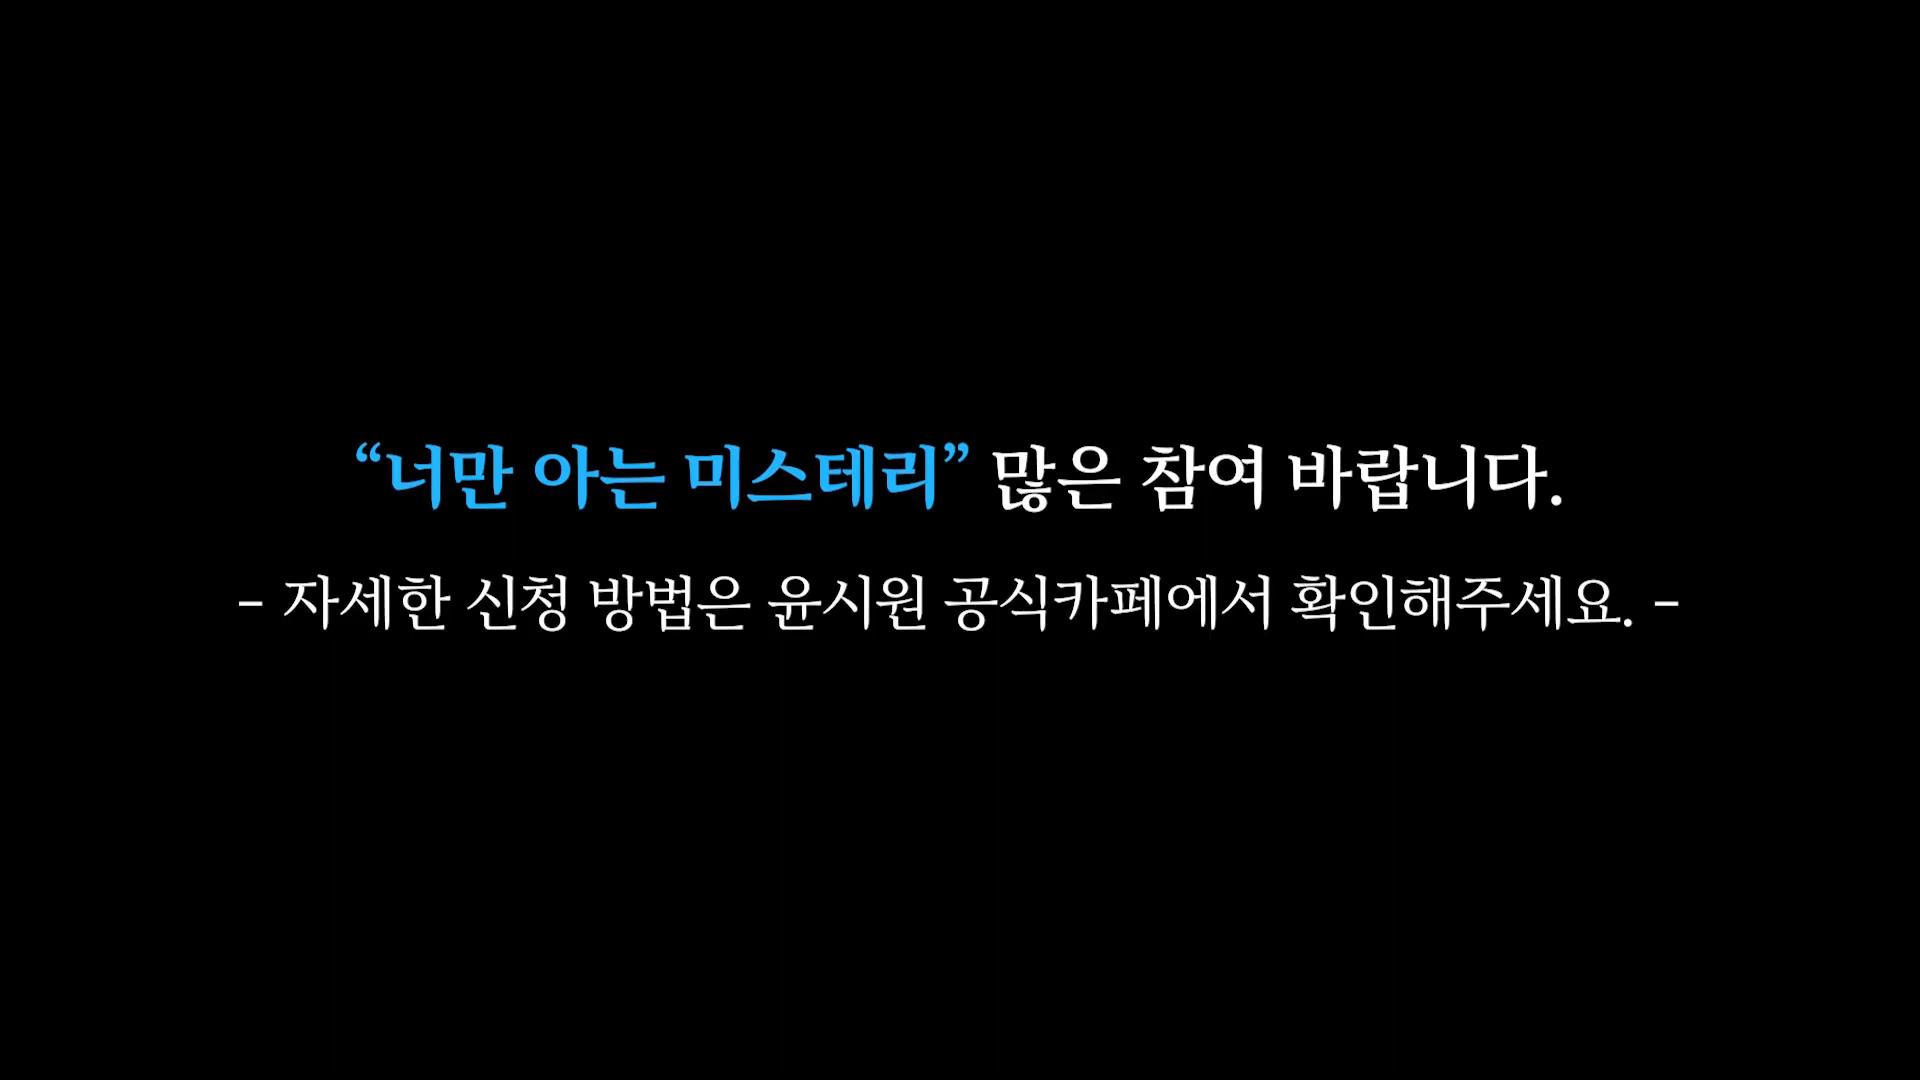 “너만 아는 미스테리” 많은 참여 바랍니다.
- 자세한 신청 방법은 윤시원 공식카페에서 확인해주세요. -